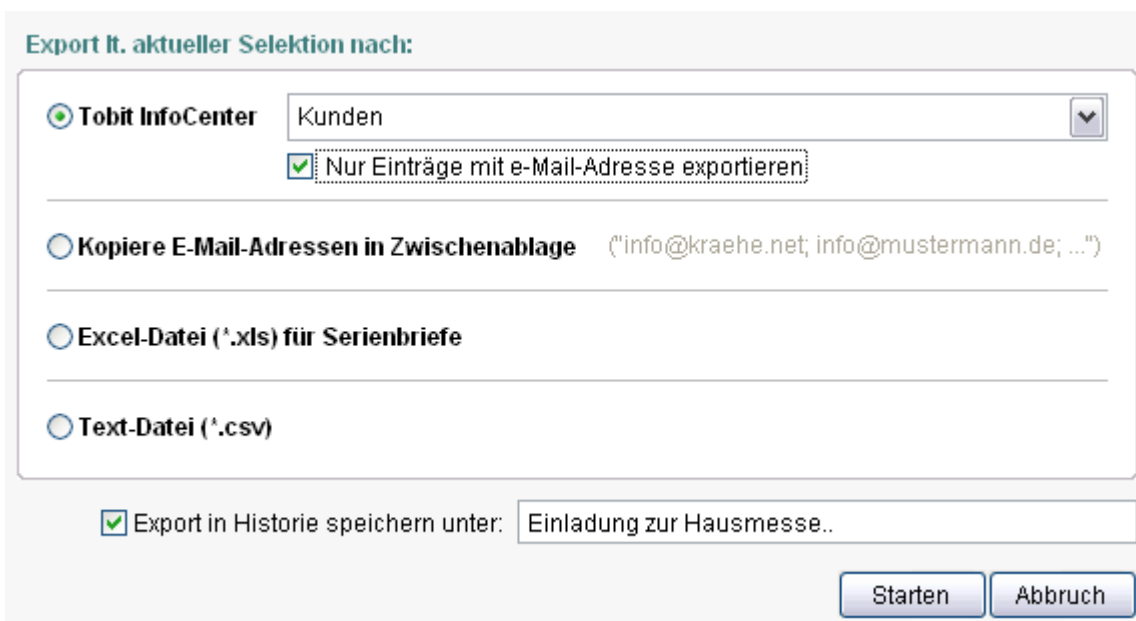 Export lt. aktueller Selektion nach:
Tobit InfoCenter Kunden
Nur Einträge mit e-Mail-Adresse exportieren
Kopiere E-Mail-Adressen in Zwischenablage ("info@kraehe.net; info@mustermann.de; ...")
Excel-Datei (*.xls) für Serienbriefe
Text-Datei (*.csv)
Export in Historie speichern unter: Einladung zur Hausmesse..
Starten Abbruch